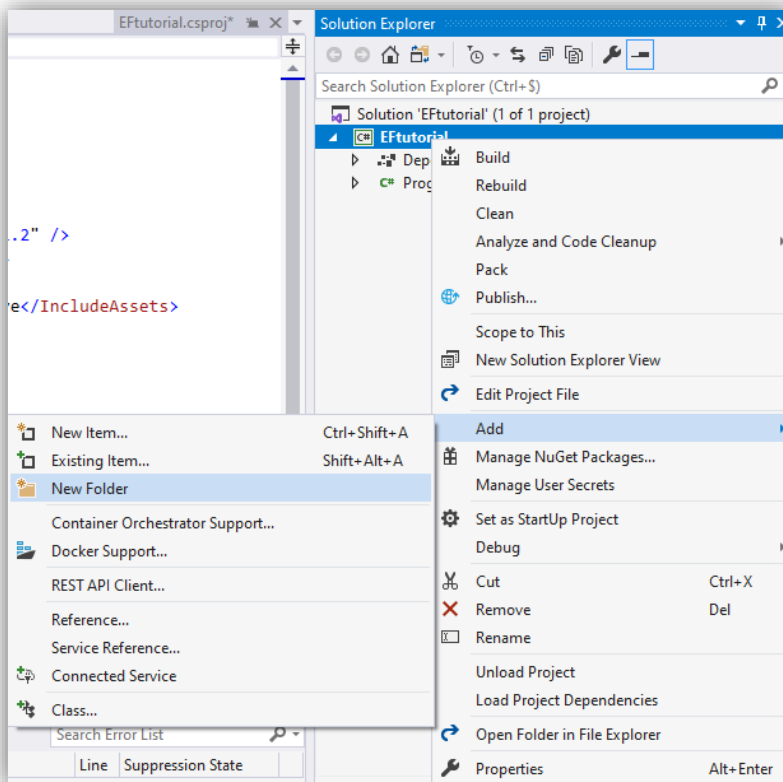 EFtutorial.csproj*
.2" />
e</IncludeAssets>
Solution Explorer
Search Solution Explorer (Ctrl+$)
Solution 'EFtutorial' (1 of 1 project)
C# EFtutorial
Dep
C# Prog
Build
Rebuild
Clean
Analyze and Code Cleanup
Pack
Publish...
Scope to This
New Solution Explorer View
Edit Project File
Add
Manage NuGet Packages...
Manage User Secrets
Set as StartUp Project
Debug
Cut Ctrl+X
Remove Del
Rename
Unload Project
Load Project Dependencies
Open Folder in File Explorer
Properties Alt+Enter
New Item... Ctrl+Shift+A
Existing Item... Shift+Alt+A
New Folder
Container Orchestrator Support...
Docker Support...
REST API Client...
Reference...
Service Reference...
Connected Service
Class...
Search Error List
Line Suppression State